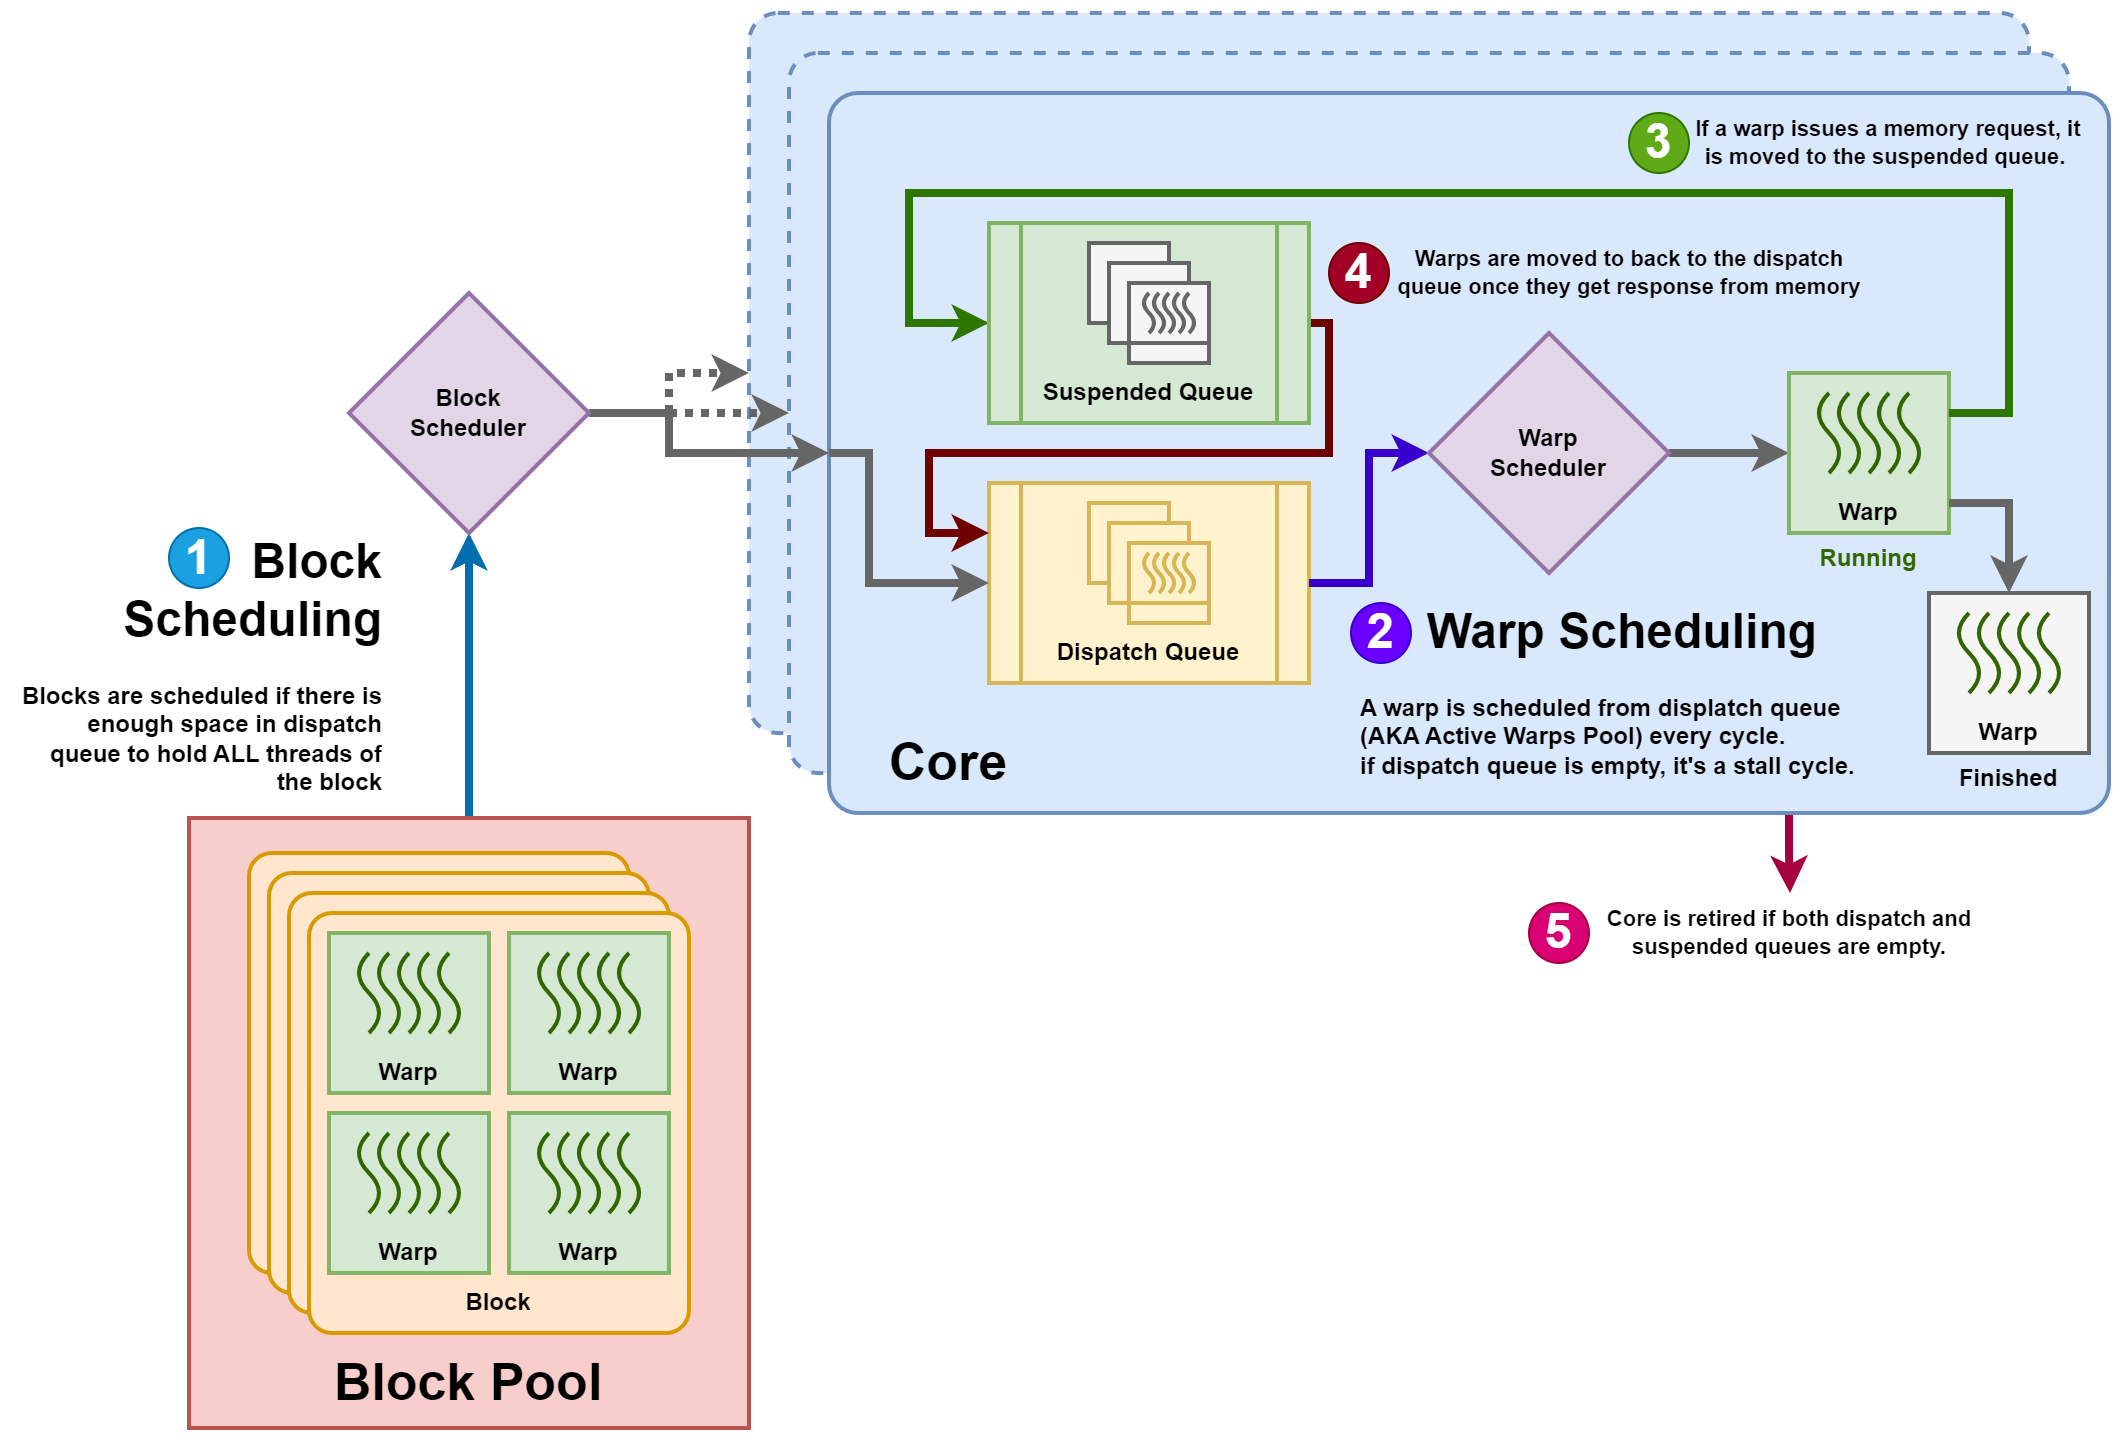 3
If a warp issues a memory request, it
is moved to the suspended queue.
4
Warps are moved to back to the dispatch
queue once they get response from memory
Suspended Queue
Block
Scheduler
Warp
Scheduler
Warp
Running
1
Block
Scheduling
Blocks are scheduled if there is
enough space in dispatch
queue to hold ALL threads of
the block
Dispatch Queue
2
Warp Scheduling
A warp is scheduled from displatch queue
(AKA Active Warps Pool) every cycle.
if dispatch queue is empty, it's a stall cycle.
Warp
Finished
Core
5
Core is retired if both dispatch and
suspended queues are empty.
Warp
Warp
Warp
Warp
Block
Block Pool